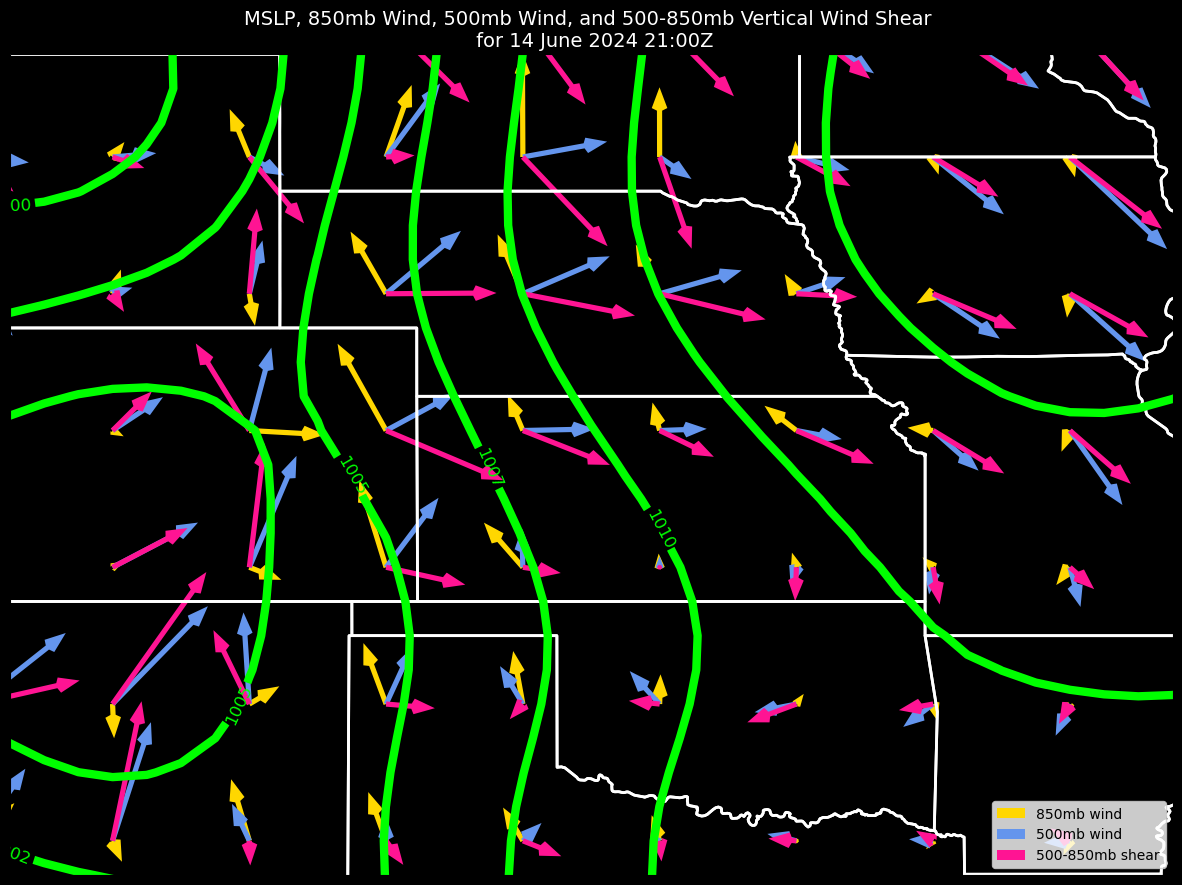 MSLP, 850mb Wind, 500mb Wind, and 500-850mb Vertical Wind Shear
for 14 June 2024 21:00Z
00
1005
1007
1010
1005
02
850mb wind
500mb wind
500-850mb shear